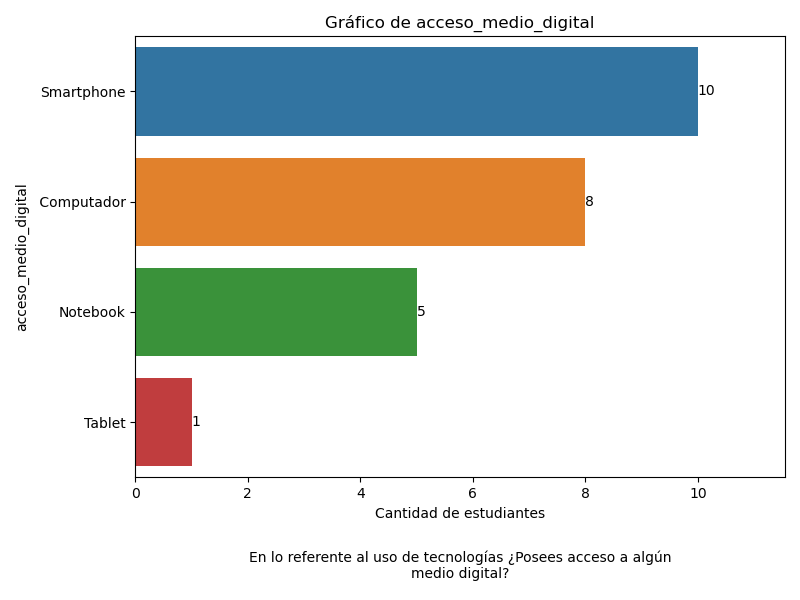 Gráfico de acceso_medio_digital
acceso_medio_digital
Smartphone
10
Computador
8
Notebook
5
Tablet
1
0 2 4 6 8 10
Cantidad de estudiantes
En lo referente al uso de tecnologías ¿Posees acceso a algún
medio digital?